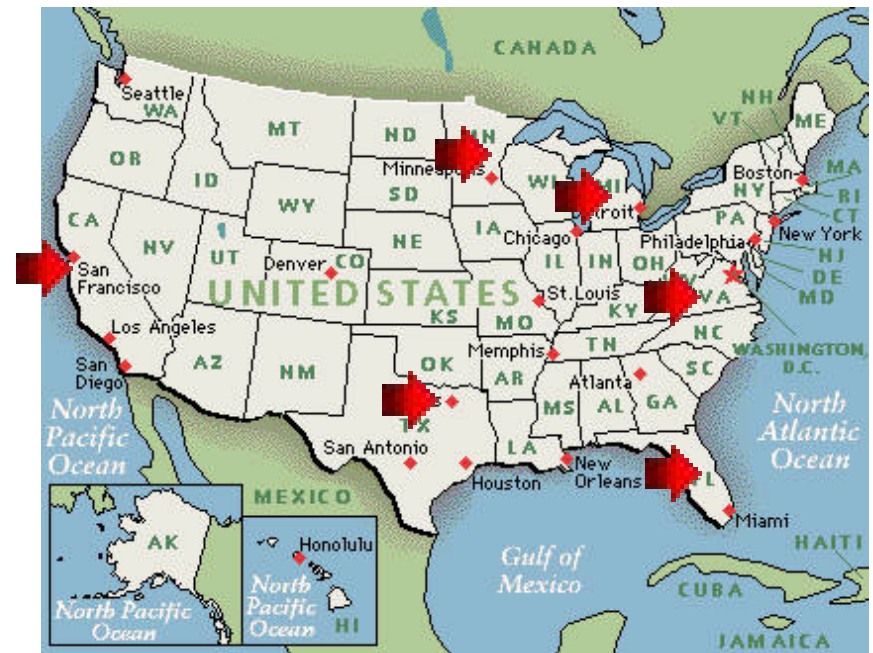 CANADA
Seattle
WA
MT
ND
MN
NH
VT
ME
OR
ID
Minneapolis
WI
MI
Boston
MA
NY
RI
WY
SD
CT
CA
IA
Detroit
PA
New York
NV
NE
Chicago
Philadelphia
NJ
UT
Denver
CO
IL
IN
OH
WV
DE
San
Francisco
MD
UNITED STATES
St. Louis
VA
KS
MO
KY
Los Angeles
NC
WASHINGTON,
D.C.
AZ
NM
OK
Memphis
TN
San
Diego
AR
Atlanta
SC
North
Pacific
Ocean
TX
MS
AL
GA
North
Atlantic
Ocean
San Antonio
LA
New
Orleans
FL
Houston
MEXICO
Miami
AK
Honolulu
Gulf of
Mexico
HAITI
North Pacific
Ocean
North
Pacific
Ocean
HI
CUBA
JAMAICA